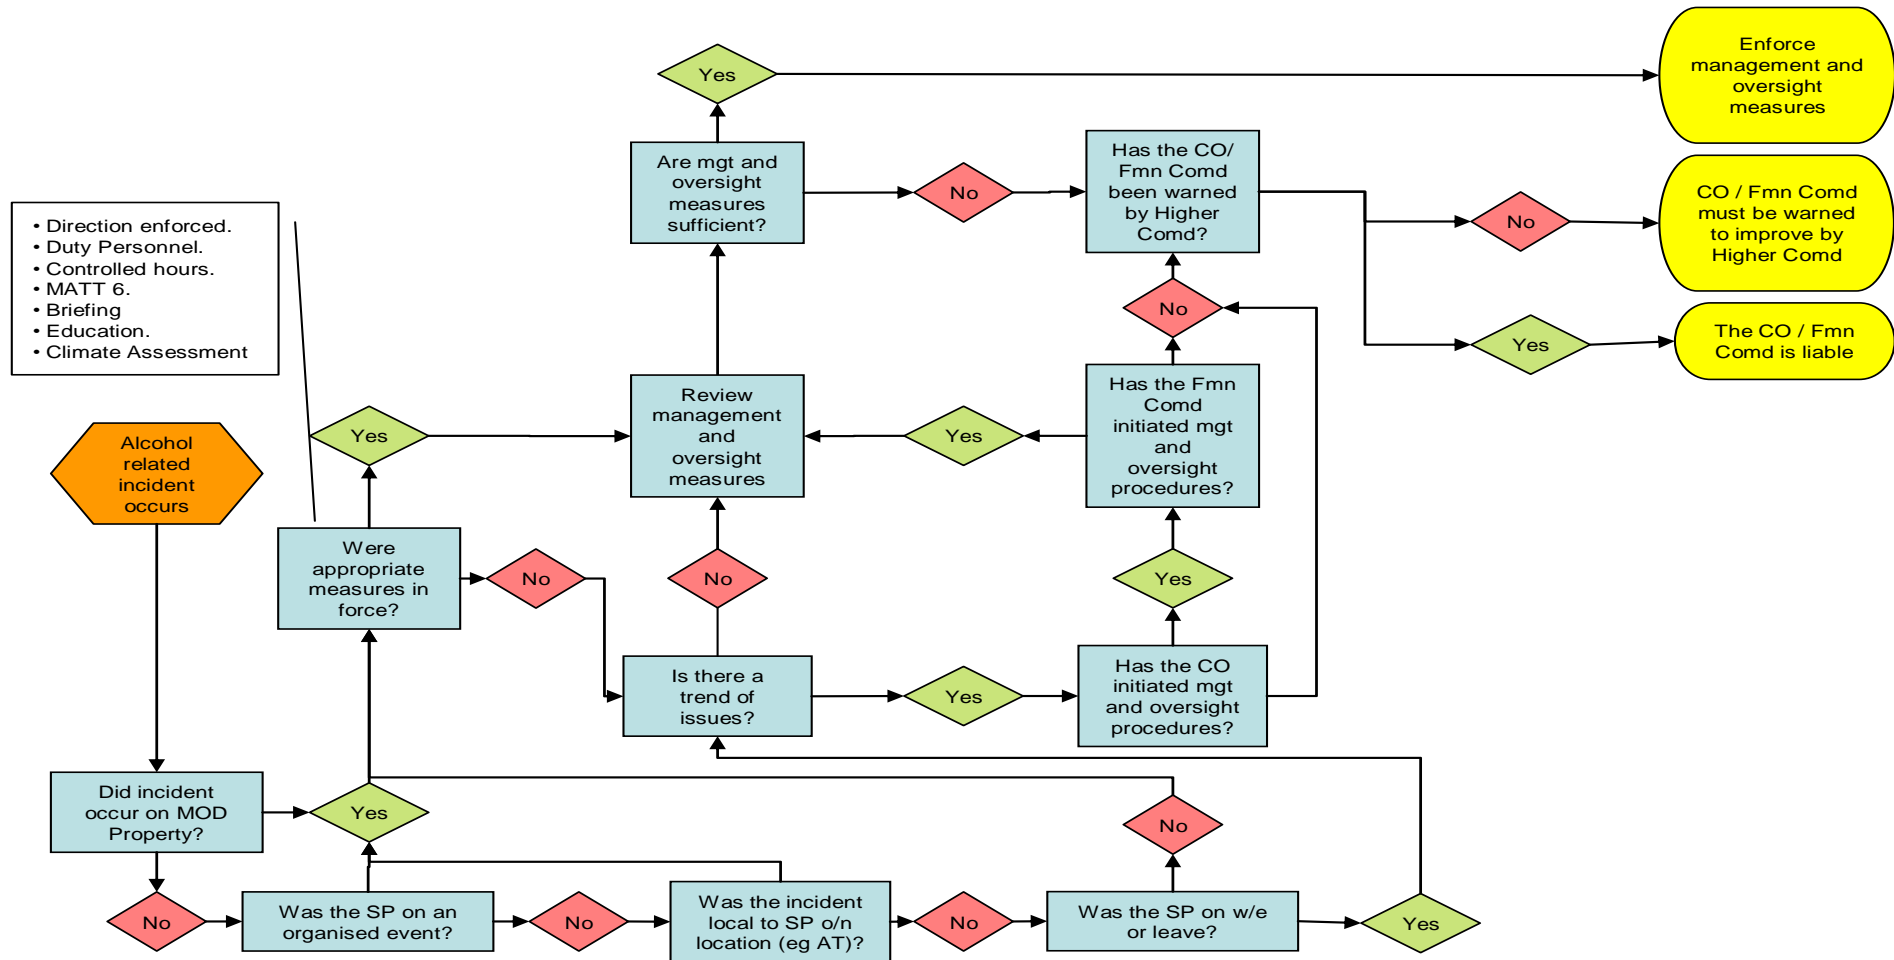 Yes
Enforce
management and
oversight
measures
Are mgt and
oversight
measures
sufficient?
No
Has the CO/
Fmn Comd
been warned
by Higher
Comd?
No
CO / Fmn Comd
must be warned
to improve by
Higher Comd
• Direction enforced.
• Duty Personnel.
• Controlled hours.
• MATT 6.
• Briefing
• Education.
• Climate Assessment
No
Yes
The CO / Fmn
Comd is liable
Alcohol
related
incident
occurs
Yes
Review
management
and
oversight
measures
Yes
Has the Fmn
Comd
initiated mgt
and
oversight
procedures?
Were
appropriate
measures in
force?
No
No
Yes
Is there a
trend of
issues?
Yes
Has the CO
initiated mgt
and oversight
procedures?
Did incident
occur on MOD
Property?
Yes
No
No
Was the SP on an
organised event?
No
Was the incident
local to SP o/n
location (eg AT)?
No
Was the SP on w/e
or leave?
Yes